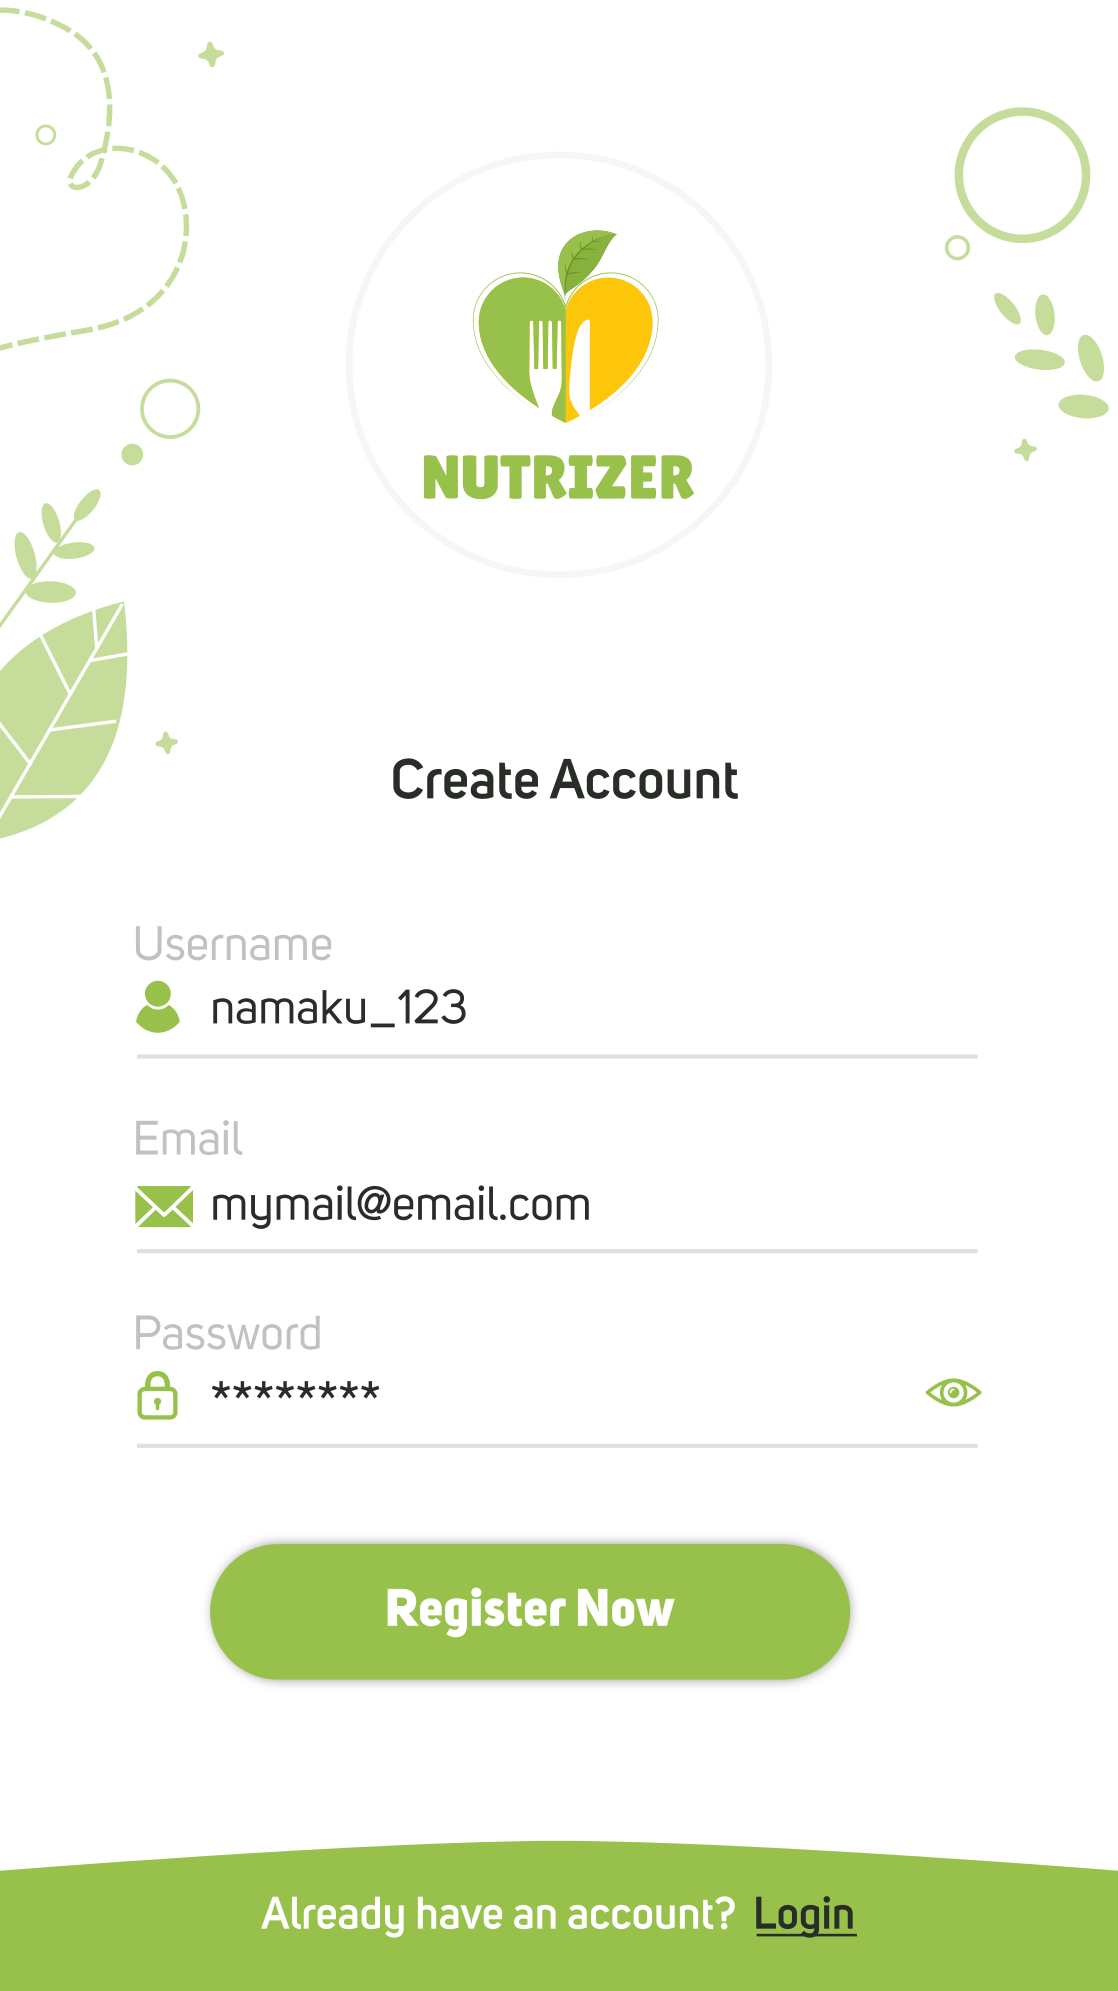 NUTRIZER
Create Account
Username
namaku_123
Email
mymail@email.com
Password
********
Register Now
Already have an account? Login